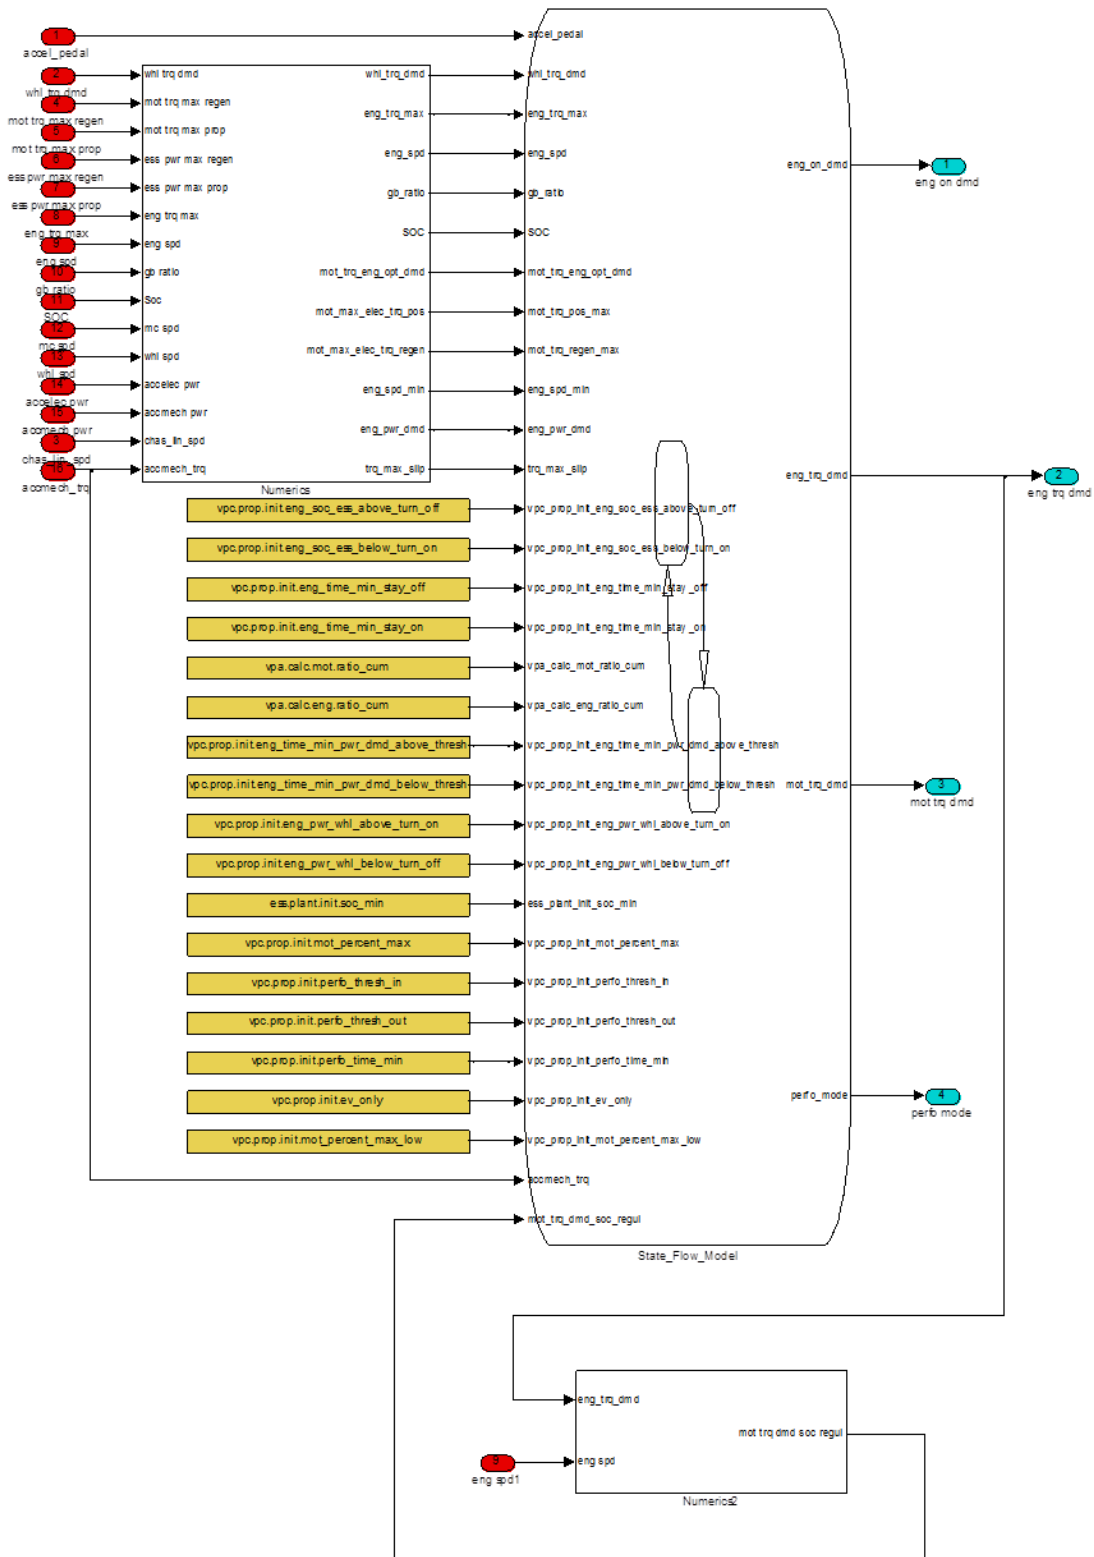 1
accel_pedal
2
whl trq dmd
4
mot trq max regen
5
mot trq max prop
6
ess pwr max regen
7
ess pwr max prop
8
eng trq max
9
eng spd
10
gb ratio
11
SOC
12
mc spd
13
whl spd
14
accelec pwr
15
accmech pwr
3
chas_lin_spd
16
accmech_trq
whl trq dmd
mot trq max regen
mot trq max prop
ess pwr max regen
ess pwr max prop
eng trq max
eng spd
gb ratio
Soc
mc spd
whl spd
accelec pwr
accmech pwr
chas_lin_spd
accmech_trq
whl_trq_dmd
eng_trq_max
eng_spd
gb_ratio
SOC
mot_trq_eng_opt_dmd
mot_max_elec_trq_pos
mot_max_elec_trq_regen
eng_spd_min
eng_pwr_dmd
trq_max_slip
Numerics
vpc.prop.init.eng_soc_ess_above_turn_off
vpc.prop.init.eng_soc_ess_below_turn_on
vpc.prop.init.eng_time_min_stay_off
vpc.prop.init.eng_time_min_stay_on
vpa.calc.mot.ratio_cum
vpa.calc.eng.ratio_cum
vpc.prop.init.eng_time_min_pwr_dmd_above_thresh
vpc.prop.init.eng_time_min_pwr_dmd_below_thresh
vpc.prop.init.eng_pwr_whl_above_turn_on
vpc.prop.init.eng_pwr_whl_below_turn_off
ess.plant.init.soc_min
vpc.prop.init.mot_percent_max
vpc.prop.init.perfo_thresh_in
vpc.prop.init.perfo_thresh_out
vpc.prop.init.perfo_time_min
vpc.prop.init.ev_only
vpc.prop.init.mot_percent_max_low
accel_pedal
whl_trq_dmd
eng_trq_max
eng_spd
gb_ratio
SOC
mot_trq_eng_opt_dmd
mot_trq_pos_max
mot_trq_regen_max
eng_spd_min
eng_pwr_dmd
trq_max_slip
vpc_prop_init_eng_soc_ess_above_turn_off
vpc_prop_init_eng_soc_ess_below_turn_on
vpc_prop_init_eng_time_min_stay_off
vpc_prop_init_eng_time_min_stay_on
vpa_calc_mot_ratio_cum
vpa_calc_eng_ratio_cum
vpc_prop_init_eng_time_min_pwr_dmd_above_thresh
vpc_prop_init_eng_time_min_pwr_dmd_below_thresh
vpc_prop_init_eng_pwr_whl_above_turn_on
vpc_prop_init_eng_pwr_whl_below_turn_off
ess_plant_init_soc_min
vpc_prop_init_mot_percent_max
vpc_prop_init_perfo_thresh_in
vpc_prop_init_perfo_thresh_out
vpc_prop_init_perfo_time_min
vpc_prop_init_ev_only
vpc_prop_init_mot_percent_max_low
accmech_trq
mot_trq_dmd_soc_regul
eng_on_dmd
eng_trq_dmd
mot_trq_dmd
perfo_mode
State_Flow_Model
1
eng on dmd
2
eng trq dmd
3
mot trq dmd
4
perfo mode
eng_trq_dmd
mot trq dmd soc regul
eng spd
9
eng spd1
Numerics2